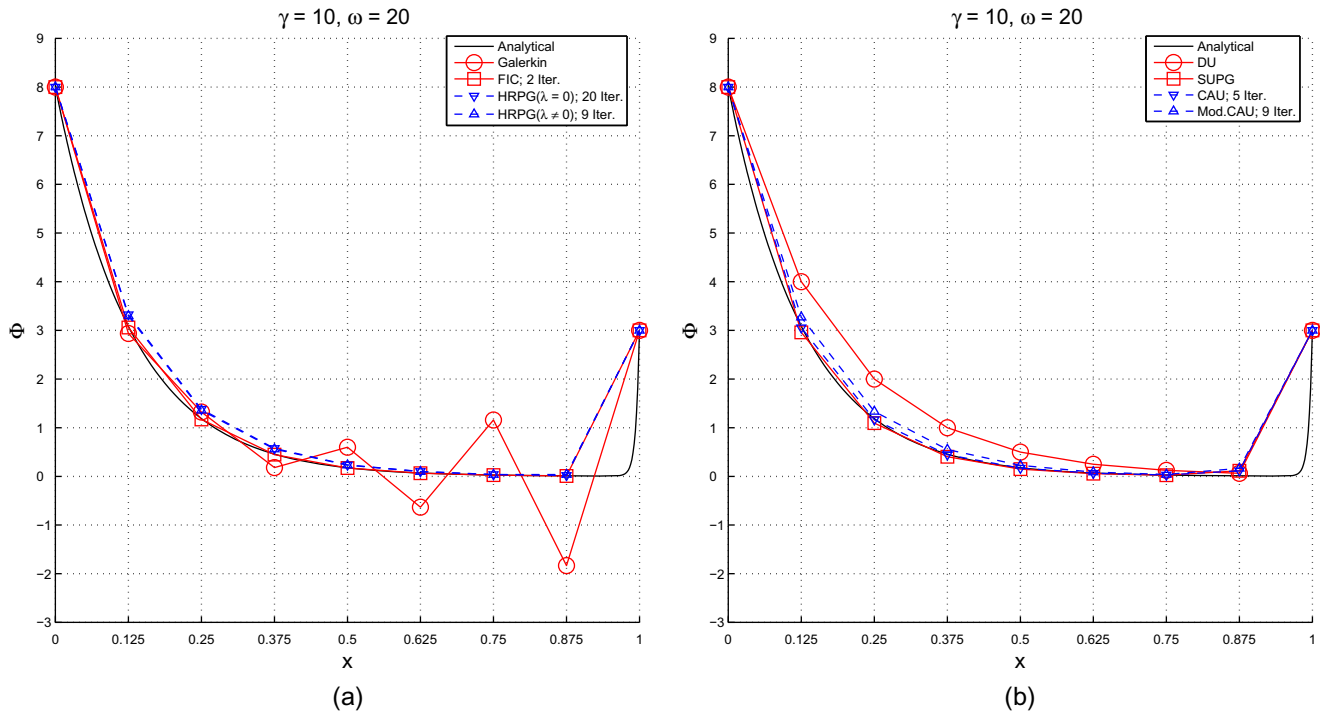 γ = 10, ω = 20
9
8
7
6
5
4
3
2
1
0
−1
−2
−3
Φ
0
0.125
0.25
0.375
0.5
0.625
0.75
0.875
1
x
Analytical
Galerkin
FIC; 2 Iter.
HRPG(λ = 0); 20 Iter.
HRPG(λ ≠ 0); 9 Iter.
(a)
γ = 10, ω = 20
9
8
7
6
5
4
3
2
1
0
−1
−2
−3
Φ
0
0.125
0.25
0.375
0.5
0.625
0.75
0.875
1
x
Analytical
DU
SUPG
CAU; 5 Iter.
Mod.CAU; 9 Iter.
(b)